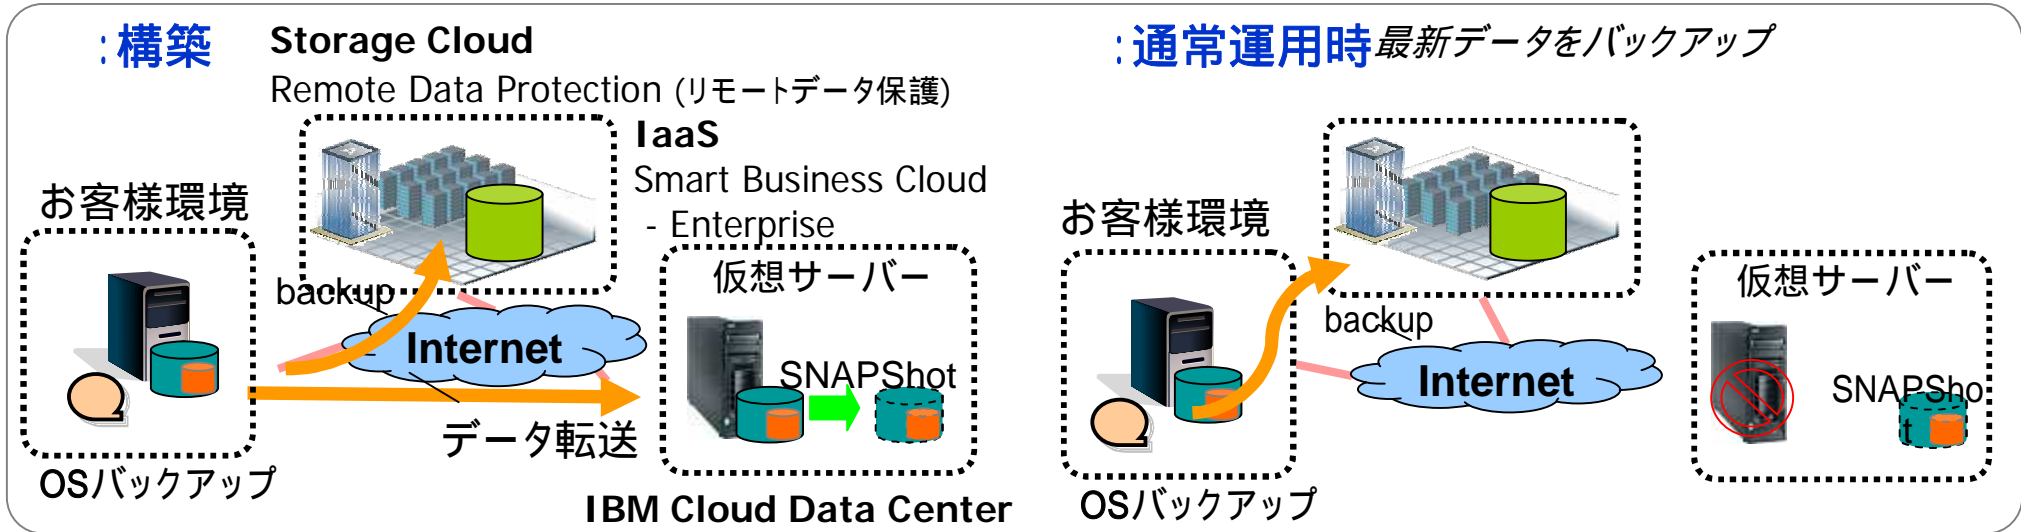 :構築
Storage Cloud
Remote Data Protection (リモートデータ保護)
IaaS
Smart Business Cloud
- Enterprise
お客様環境
backup
Internet
仮想サーバー
SNAPShot
データ転送
OSバックアップ
IBM Cloud Data Center
:通常運用時 最新データをバックアップ
お客様環境
backup
Internet
仮想サーバー
SNAPSho
t
OSバックアップ